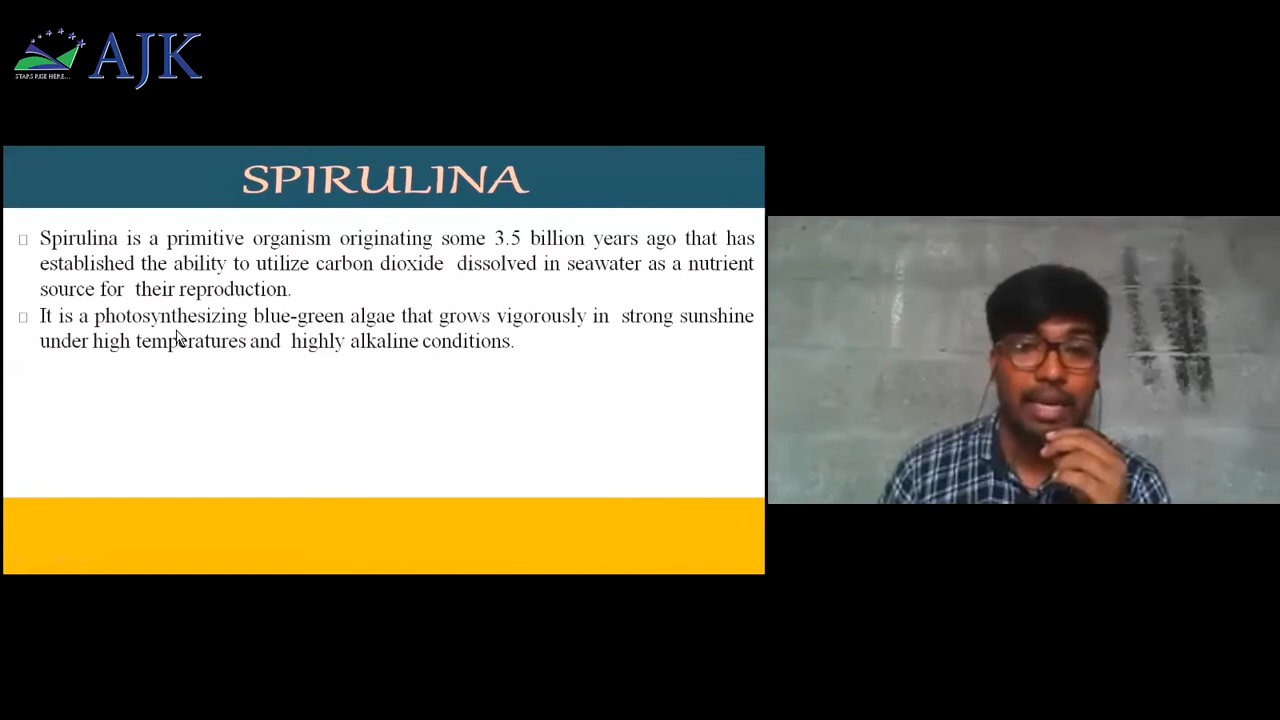 AJK
STARS RISE HERE...
SPIRULINA
Spirulina is a primitive organism originating some 3.5 billion years ago that has
established the ability to utilize carbon dioxide dissolved in seawater as a nutrient
source for their reproduction.
It is a photosynthesizing blue-green algae that grows vigorously in strong sunshine
under high temperatures and highly alkaline conditions.